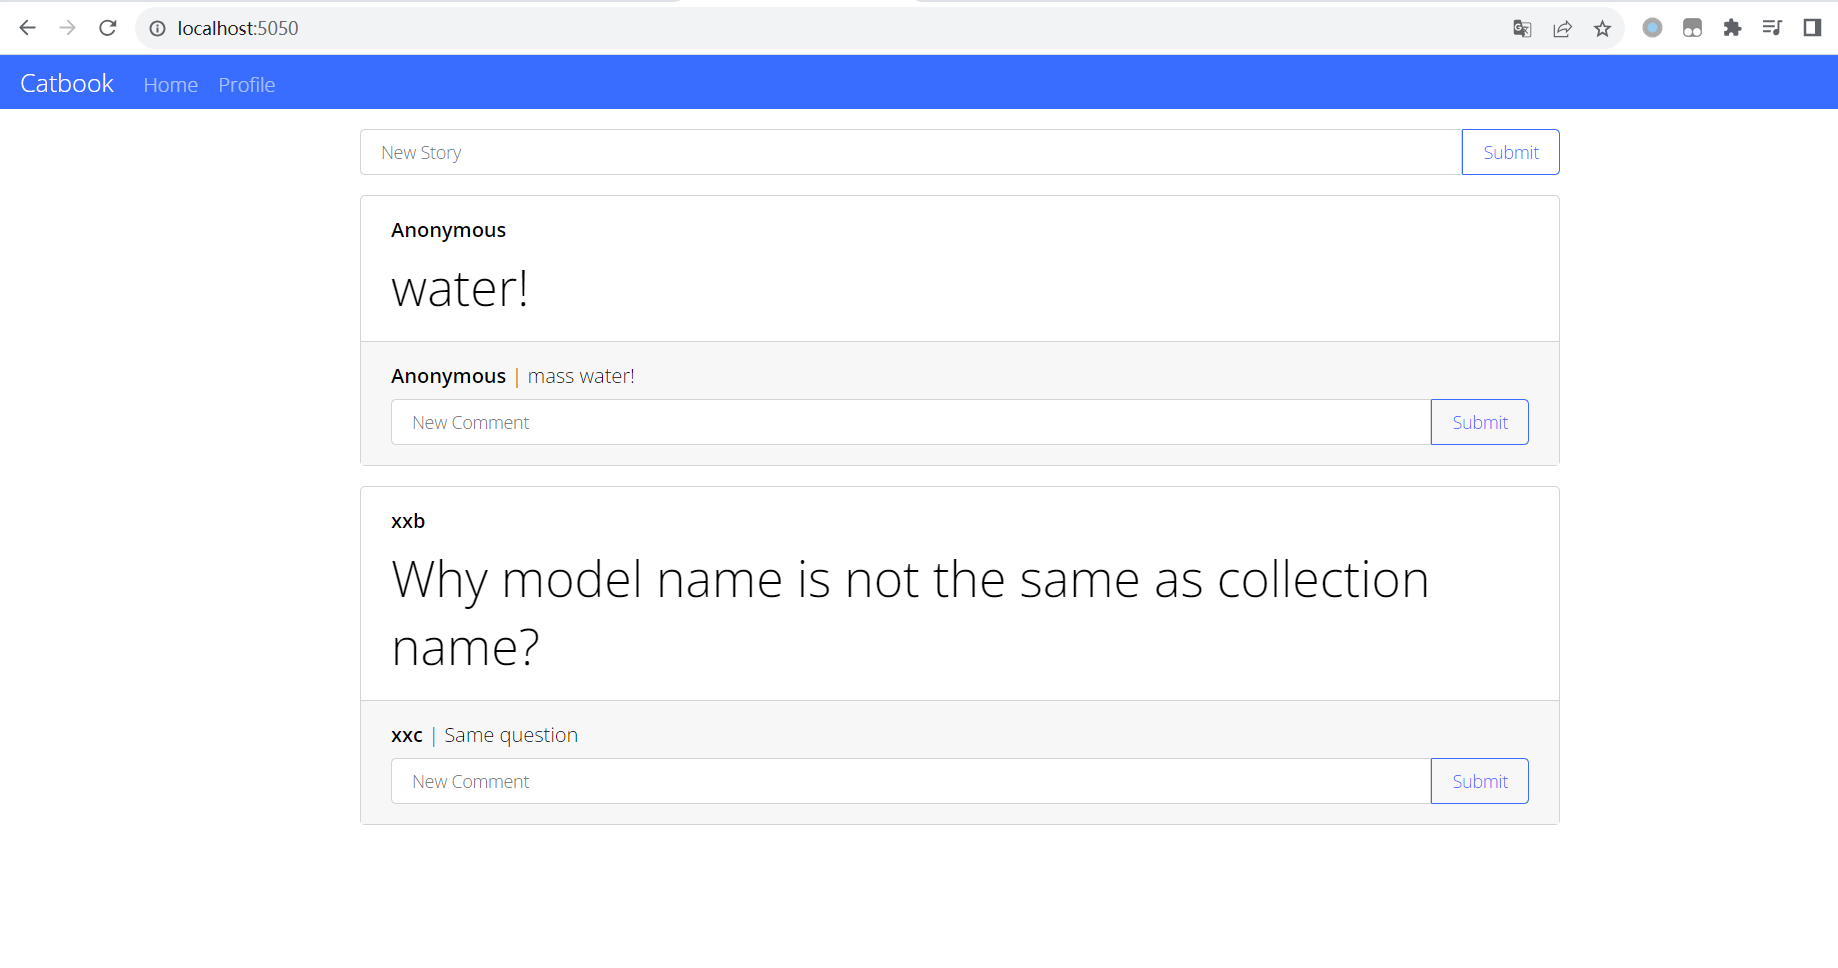 localhost:5050
Catbook Home Profile
New Story Submit
Anonymous
water!
Anonymous | mass water!
New Comment Submit
xxb
Why model name is not the same as collection
name?
xxc | Same question
New Comment Submit